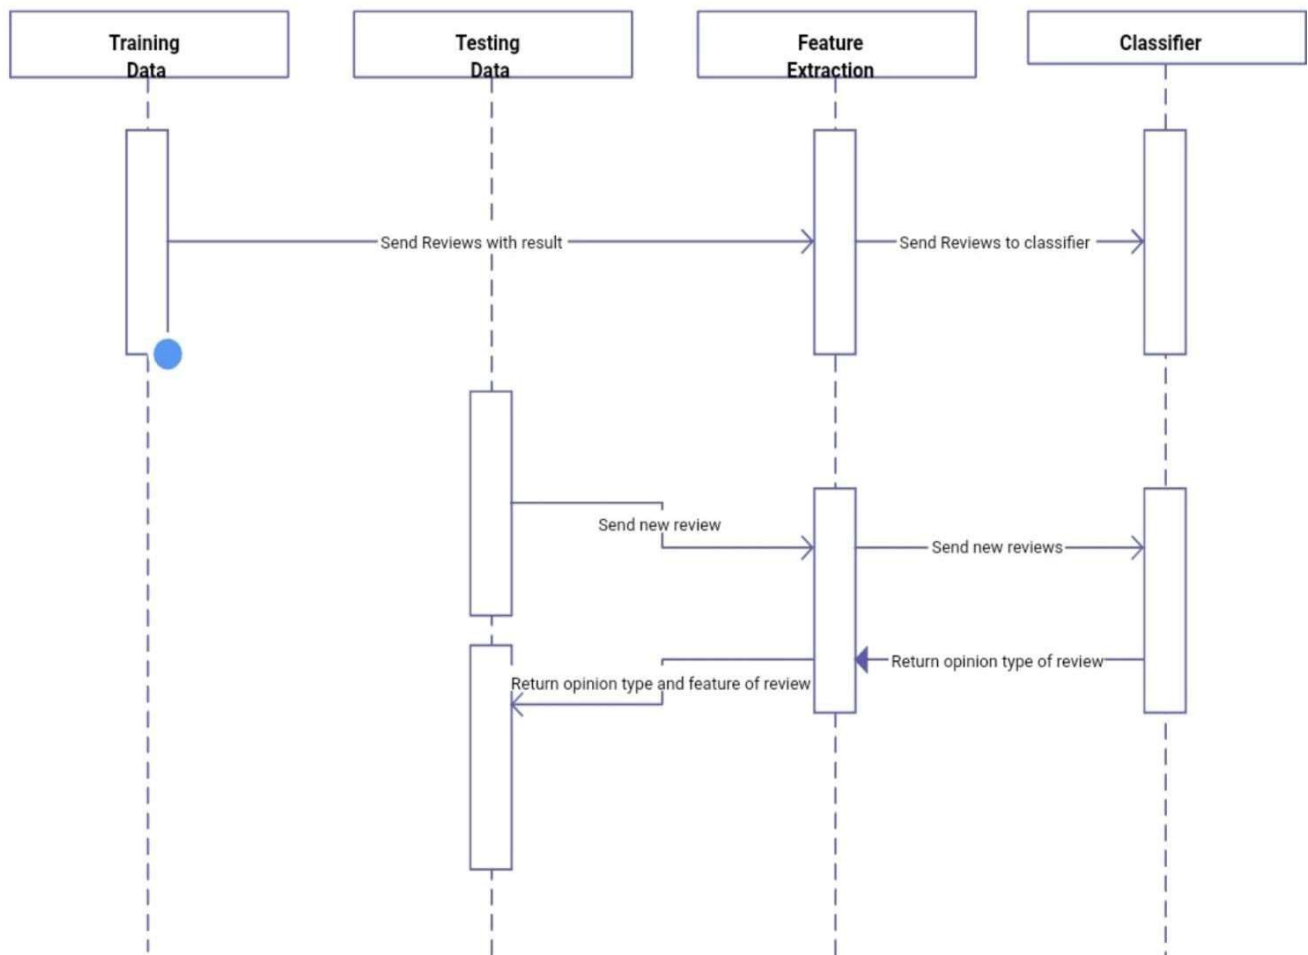 Training
Data
Testing
Data
Feature
Extraction
Classifier
Send Reviews with result
Send Reviews to classifier
Send new review
Send new reviews
Return opinion type of review
Return opinion type and feature of review